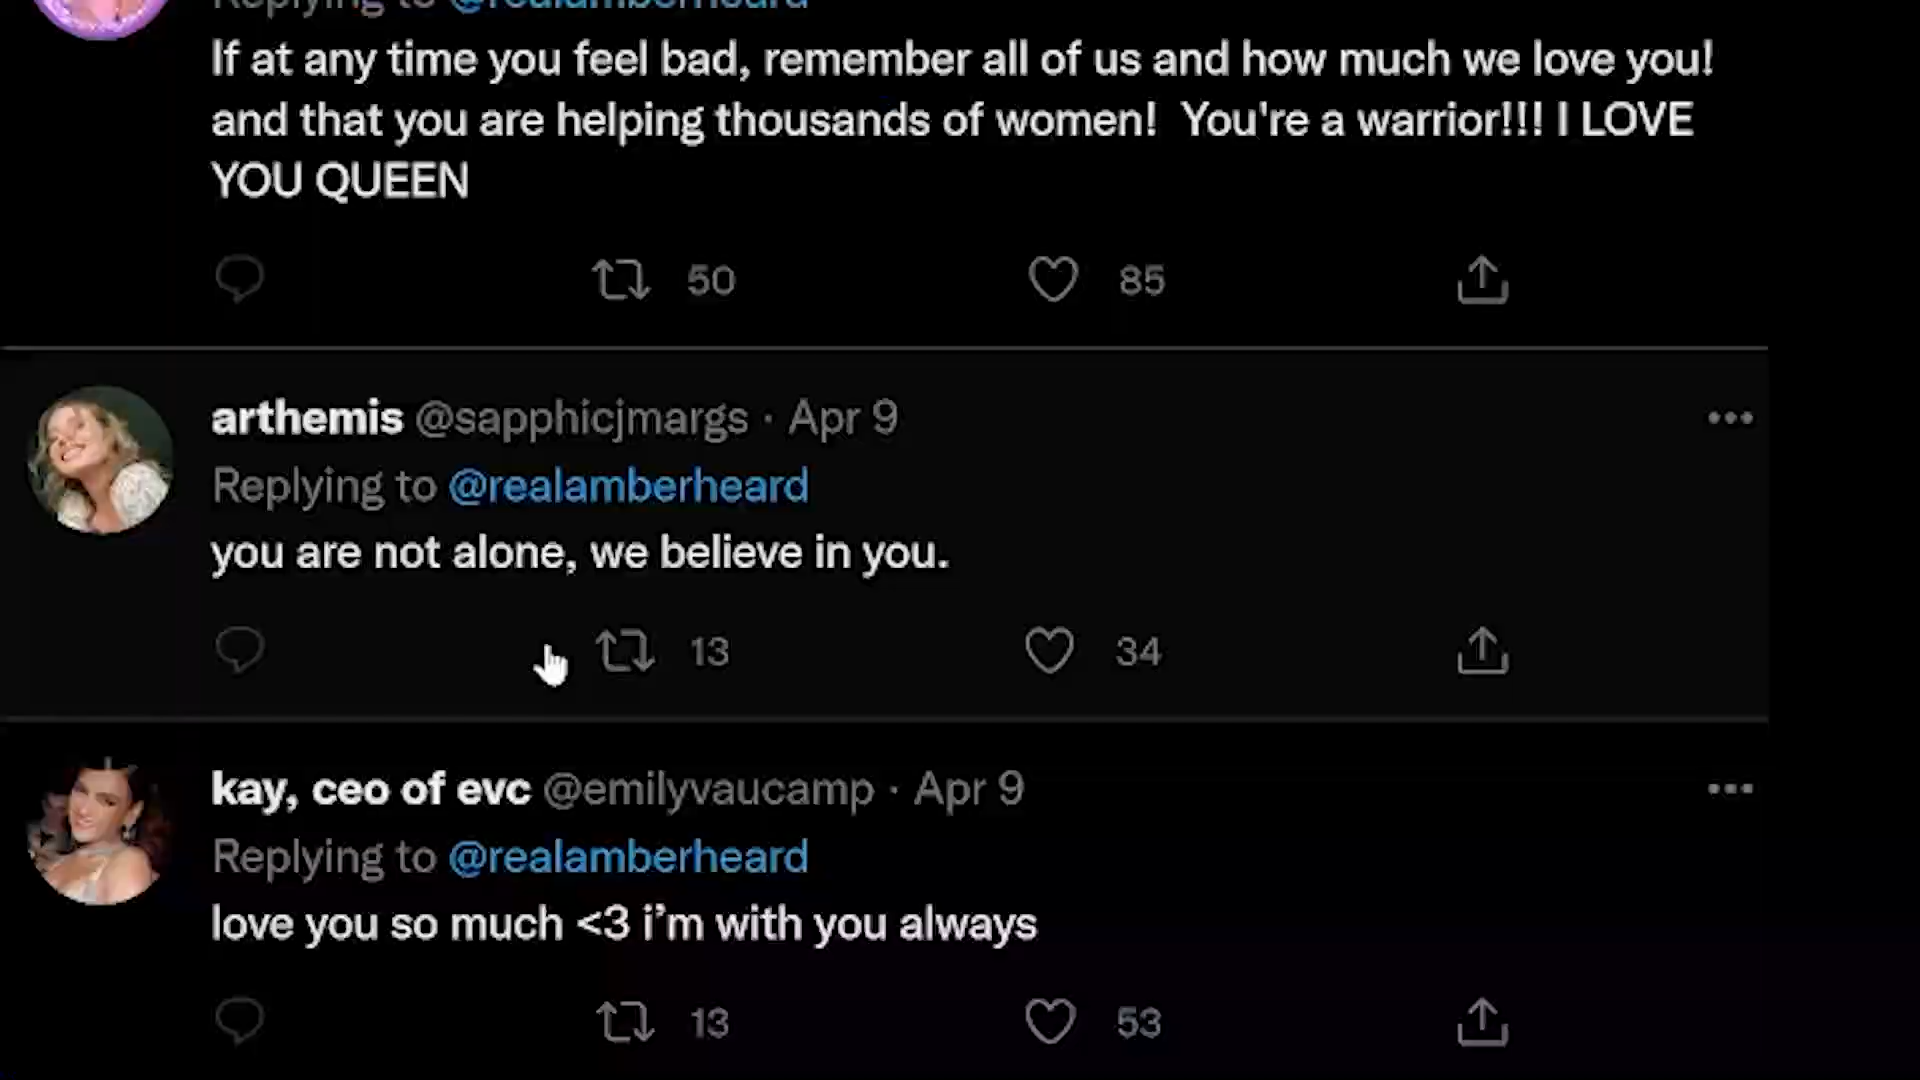 Replying to @realamberheard
If at any time you feel bad, remember all of us and how much we love you!
and that you are helping thousands of women!  You're a warrior!!! I LOVE
YOU QUEEN
50 85
arthemis @sapphicjmargs · Apr 9
Replying to @realamberheard
you are not alone, we believe in you.
13 34
kay, ceo of evc @emilyvaucamp · Apr 9
Replying to @realamberheard
love you so much <3 i’m with you always
13 53